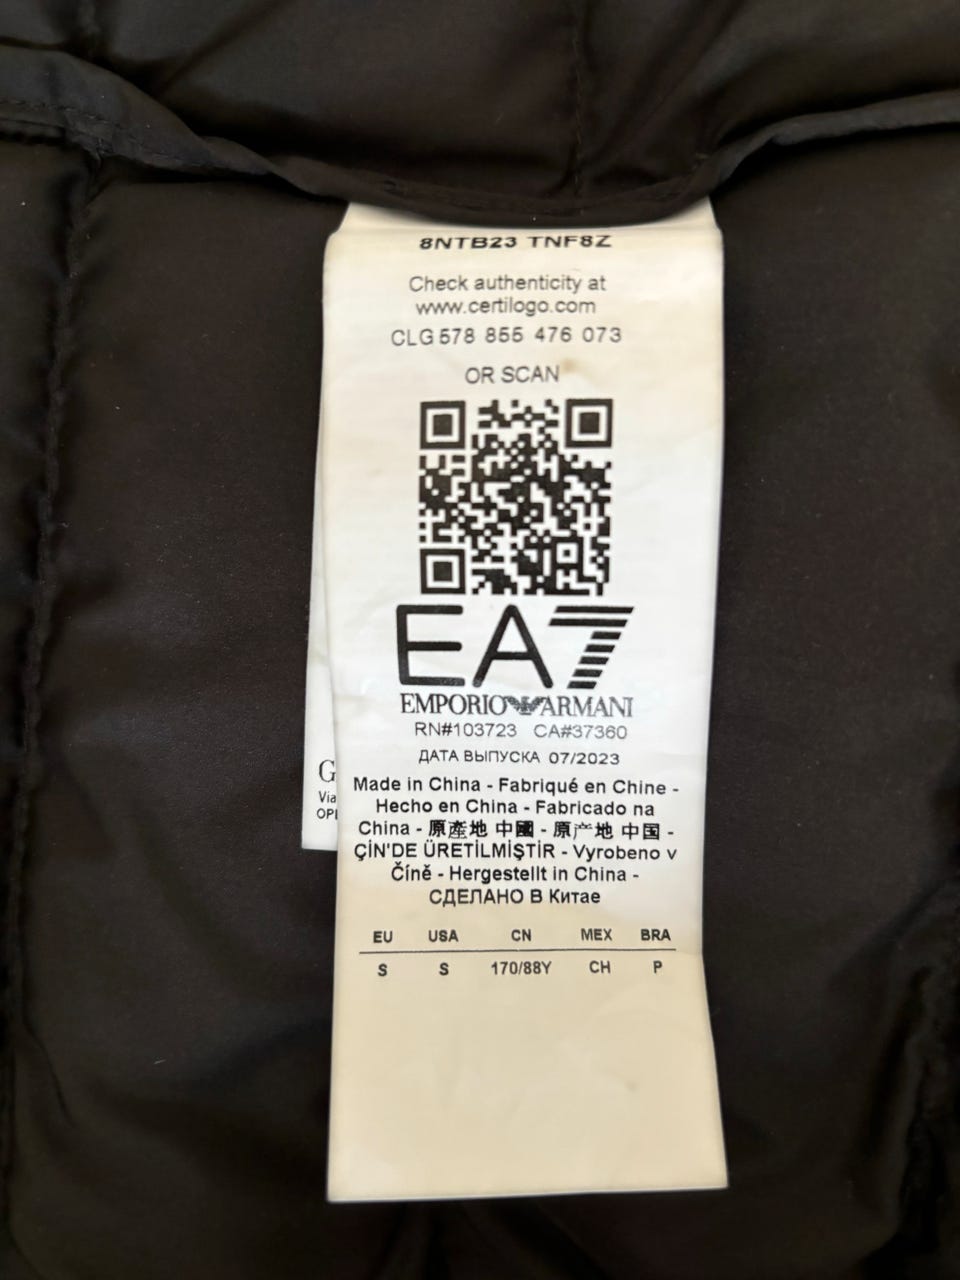 8NTB23 TNF8Z
Check authenticity at
www.certilogo.com
CLG 578 855 476 073
OR SCAN
EA7
EMPORIO ARMANI
RN#103723 CA#37360
ДАТА ВЫПУСКА 07/2023
Made in China - Fabriqué en Chine -
Hecho en China - Fabricado na
China - 原產地 中國 - 原产地 中国 -
ÇİN'DE ÜRETİLMİŞTİR - Vyrobeno v
Číně - Hergestellt in China -
СДЕЛАНО В Китае
EU USA CN MEX BRA
S S 170/88Y CH P
G
Via